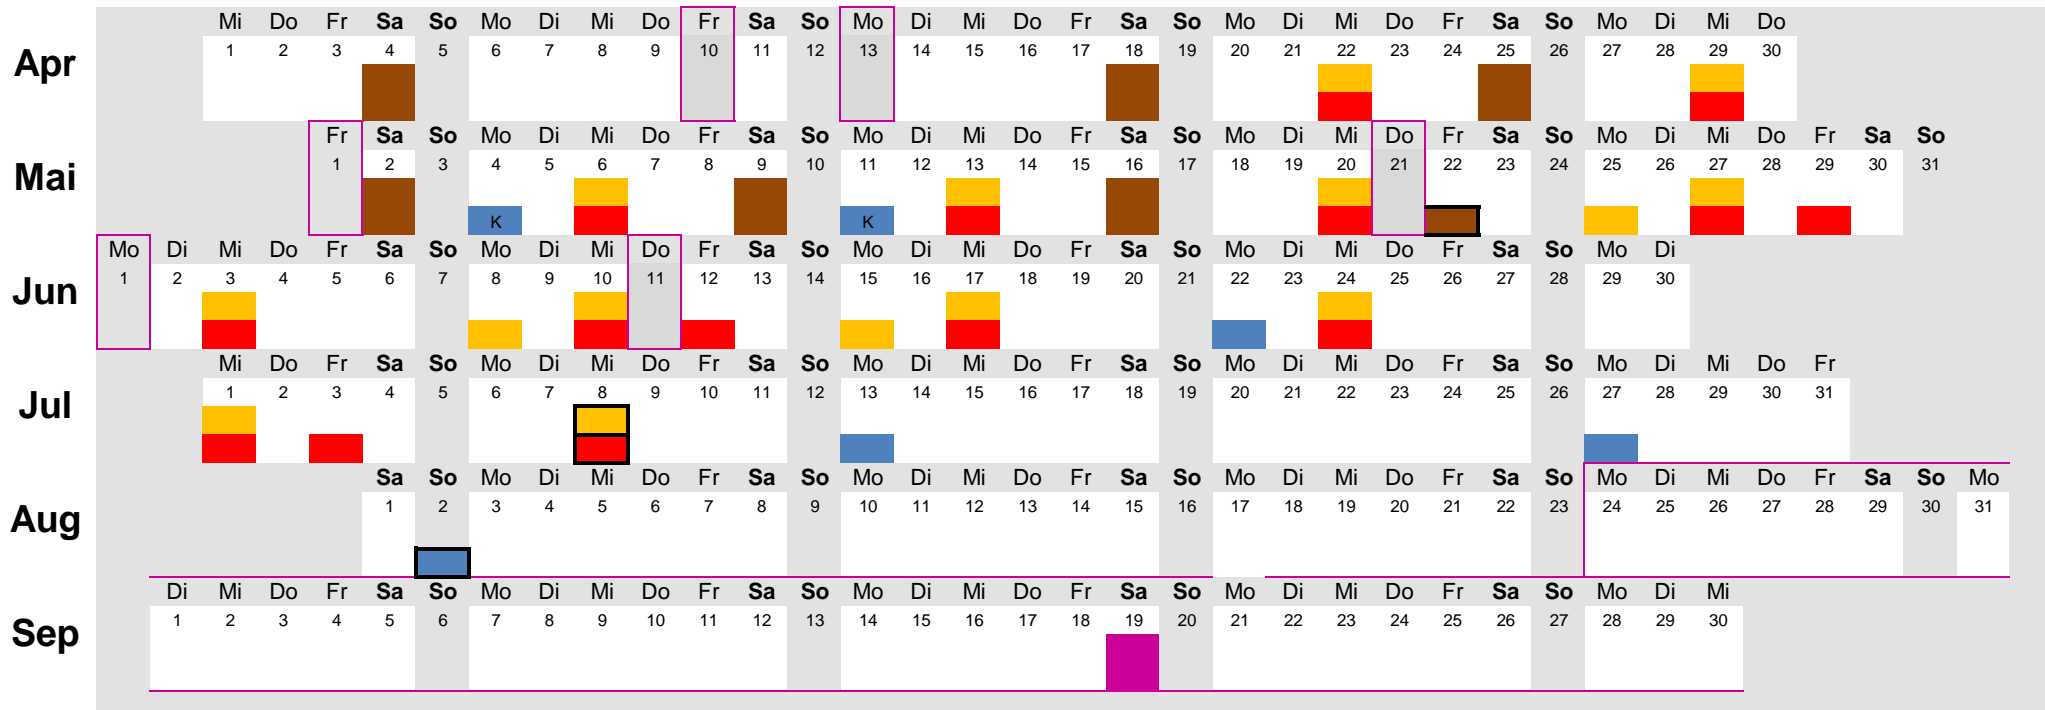 Mi Do Fr Sa So Mo Di Mi Do Fr Sa So Mo Di Mi Do Fr Sa So Mo Di Mi Do Fr Sa So Mo Di Mi Do
1 2 3 4 5 6 7 8 9 10 11 12 13 14 15 16 17 18 19 20 21 22 23 24 25 26 27 28 29 30
Apr
Fr Sa So Mo Di Mi Do Fr Sa So Mo Di Mi Do Fr Sa So Mo Di Mi Do Fr Sa So Mo Di Mi Do Fr Sa So
1 2 3 4 5 6 7 8 9 10 11 12 13 14 15 16 17 18 19 20 21 22 23 24 25 26 27 28 29 30 31
Mai
K K
Mo Di Mi Do Fr Sa So Mo Di Mi Do Fr Sa So Mo Di Mi Do Fr Sa So Mo Di Mi Do Fr Sa So Mo Di
1 2 3 4 5 6 7 8 9 10 11 12 13 14 15 16 17 18 19 20 21 22 23 24 25 26 27 28 29 30
Jun
Mi Do Fr Sa So Mo Di Mi Do Fr Sa So Mo Di Mi Do Fr Sa So Mo Di Mi Do Fr Sa So Mo Di Mi Do Fr
1 2 3 4 5 6 7 8 9 10 11 12 13 14 15 16 17 18 19 20 21 22 23 24 25 26 27 28 29 30 31
Jul
Sa So Mo Di Mi Do Fr Sa So Mo Di Mi Do Fr Sa So Mo Di Mi Do Fr Sa So Mo Di Mi Do Fr Sa So Mo
1 2 3 4 5 6 7 8 9 10 11 12 13 14 15 16 17 18 19 20 21 22 23 24 25 26 27 28 29 30 31
Aug
Di Mi Do Fr Sa So Mo Di Mi Do Fr Sa So Mo Di Mi Do Fr Sa So Mo Di Mi Do Fr Sa So Mo Di Mi
1 2 3 4 5 6 7 8 9 10 11 12 13 14 15 16 17 18 19 20 21 22 23 24 25 26 27 28 29 30
Sep